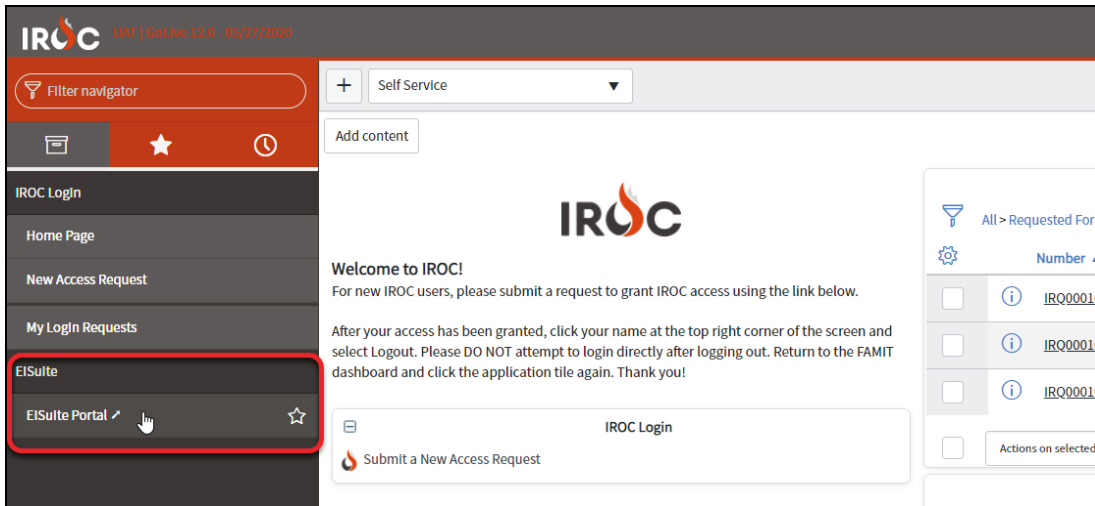 IROC UAT | GoLive 12.0 - 05/27/2020
Filter navigator
Self Service
Add content
IROC Login
Home Page
New Access Request
My Login Requests
EISuite
EISuite Portal
IROC
Welcome to IROC!
For new IROC users, please submit a request to grant IROC access using the link below.
After your access has been granted, click your name at the top right corner of the screen and
select Logout. Please DO NOT attempt to login directly after logging out. Return to the FAMIT
dashboard and click the application tile again. Thank you!
IROC Login
Submit a New Access Request
All > Requested For
Number
IRQ0001
IRQ0001
IRQ0001
Actions on selected